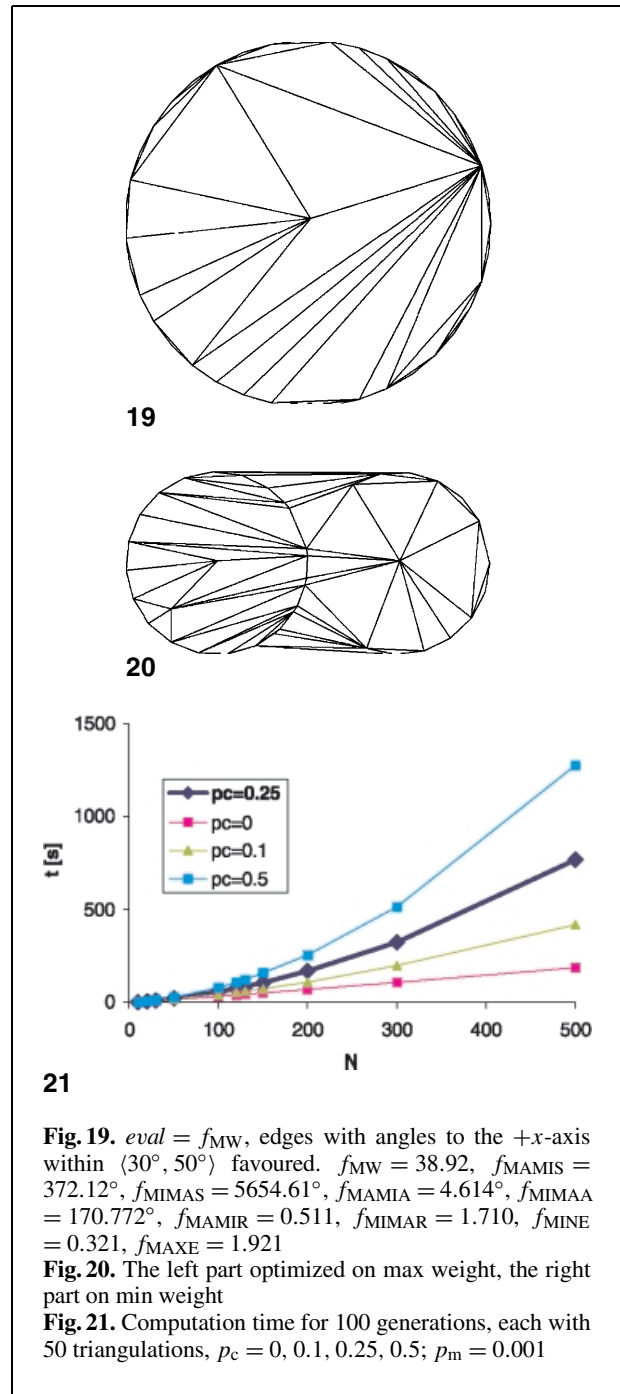 19
20
1500
1000
500
0
t [s]
pc=0.25
pc=0
pc=0.1
pc=0.5
0 100 200 300 400 500
N
21
Fig. 19. eval = f_MW, edges with angles to the +x-axis
within ⟨30°, 50°⟩ favoured. f_MW = 38.92, f_MAMIS =
372.12°, f_MIMAS = 5654.61°, f_MAMIA = 4.614°, f_MIMAA
= 170.772°, f_MAMIR = 0.511, f_MIMAR = 1.710, f_MINE
= 0.321, f_MAXE = 1.921
Fig. 20. The left part optimized on max weight, the right
part on min weight
Fig. 21. Computation time for 100 generations, each with
50 triangulations, p_c = 0, 0.1, 0.25, 0.5; p_m = 0.001